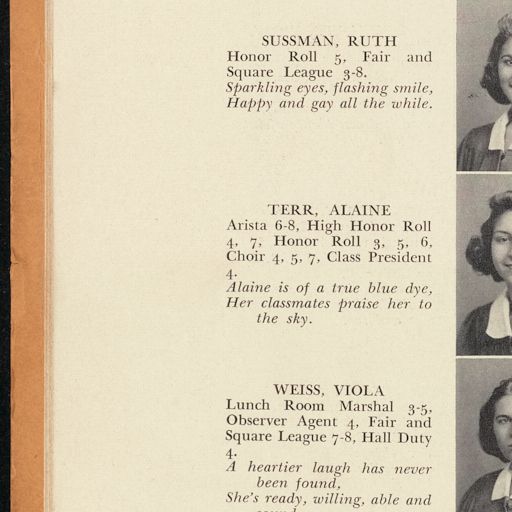 SUSSMAN, RUTH
Honor Roll 5, Fair and
Square League 3-8.
Sparkling eyes, flashing smile,
Happy and gay all the while.
TERR, ALAINE
Arista 6-8, High Honor Roll
4, 7, Honor Roll 3, 5, 6,
Choir 4, 5, 7, Class President
4.
Alaine is of a true blue dye,
Her classmates praise her to
the sky.
WEISS, VIOLA
Lunch Room Marshal 3-5,
Observer Agent 4, Fair and
Square League 7-8, Hall Duty
4.
A heartier laugh has never
been found,
She's ready, willing, able and